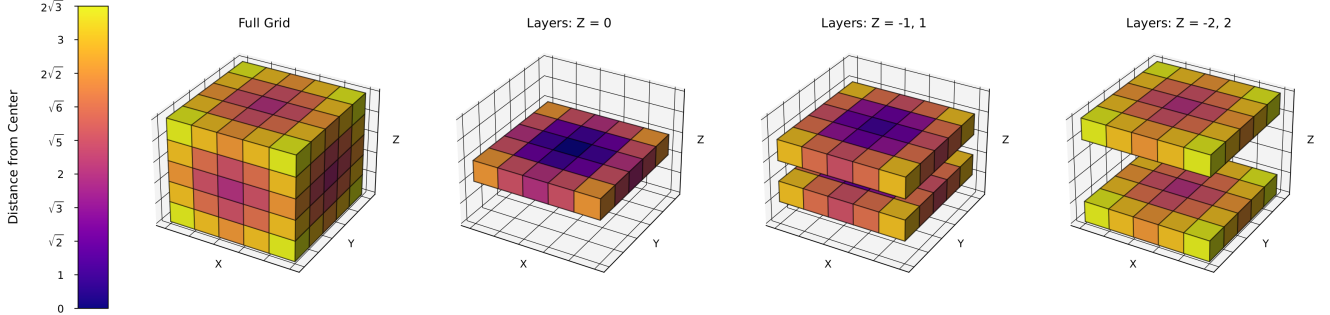 Full Grid
Layers: Z = 0
Layers: Z = -1, 1
Layers: Z = -2, 2
Distance from Center
2√3
3
2√2
√6
√5
2
√3
√2
1
0
X
Y
Z
X
Y
Z
X
Y
Z
X
Y
Z